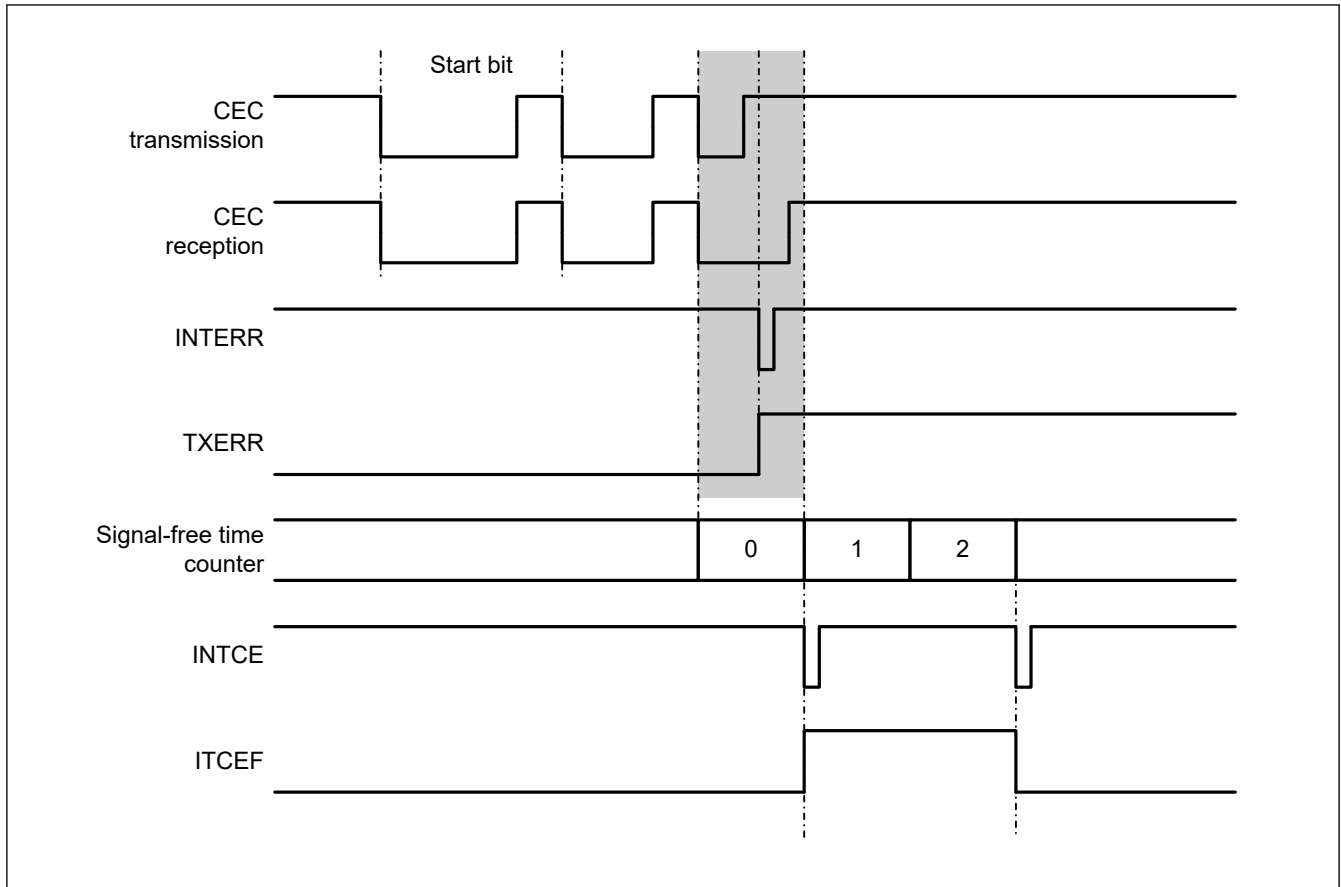 Start bit
CEC
transmission
CEC
reception
INTERR
TXERR
Signal-free time
counter
0 1 2
INTCE
ITCEF